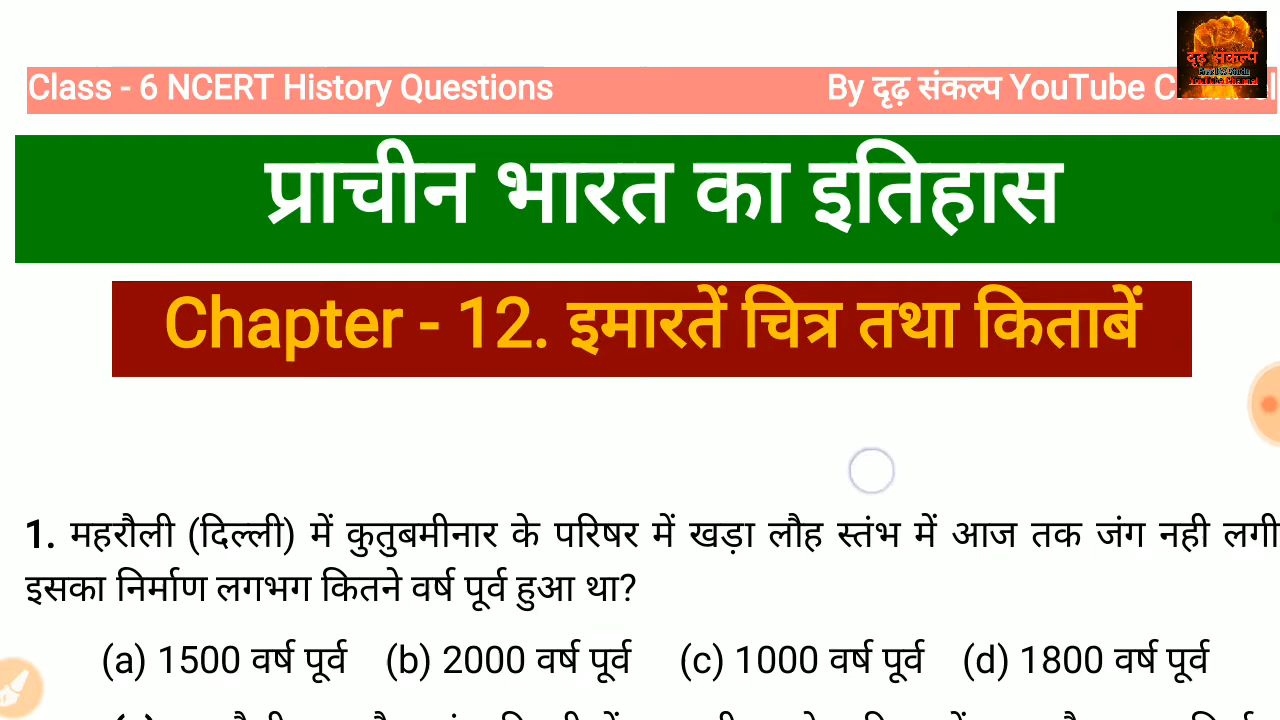 Class - 6 NCERT History Questions
By दृढ़ संकल्प YouTube
दृढ़ संकल्प
प्राचीन भारत का इतिहास
Chapter - 12. इमारतें चित्र तथा किताबें
1. महरौली (दिल्ली) में कुतुबमीनार के परिषर में खड़ा लौह स्तंभ में आज तक जंग नही लगी
इसका निर्माण लगभग कितने वर्ष पूर्व हुआ था?
(a) 1500 वर्ष पूर्व (b) 2000 वर्ष पूर्व (c) 1000 वर्ष पूर्व (d) 1800 वर्ष पूर्व